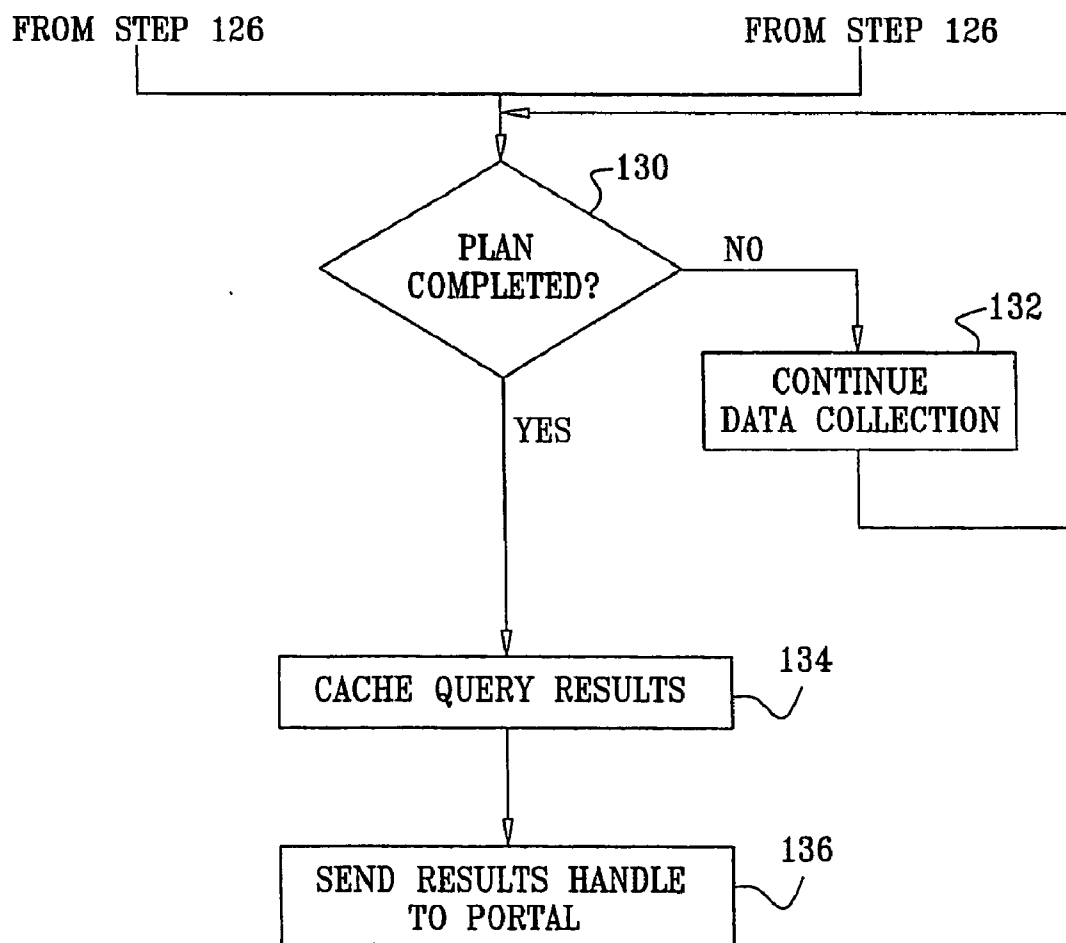 FROM STEP 126
FROM STEP 126
130
PLAN
COMPLETED?
NO
132
CONTINUE
DATA COLLECTION
YES
134
CACHE QUERY RESULTS
136
SEND RESULTS HANDLE
TO PORTAL